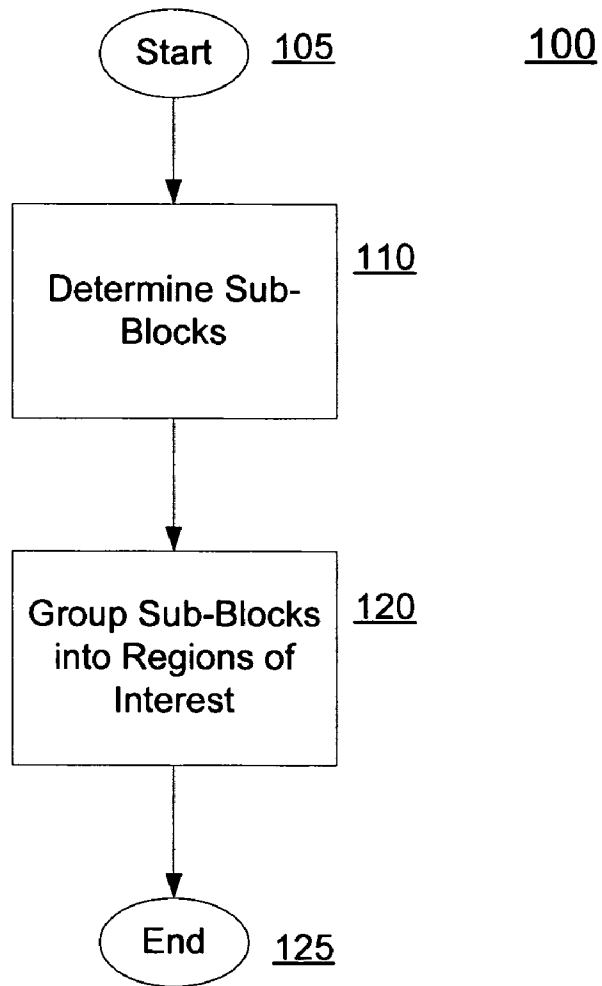 Start 105 100
Determine Sub-
Blocks
110
Group Sub-Blocks
into Regions of
Interest
120
End 125